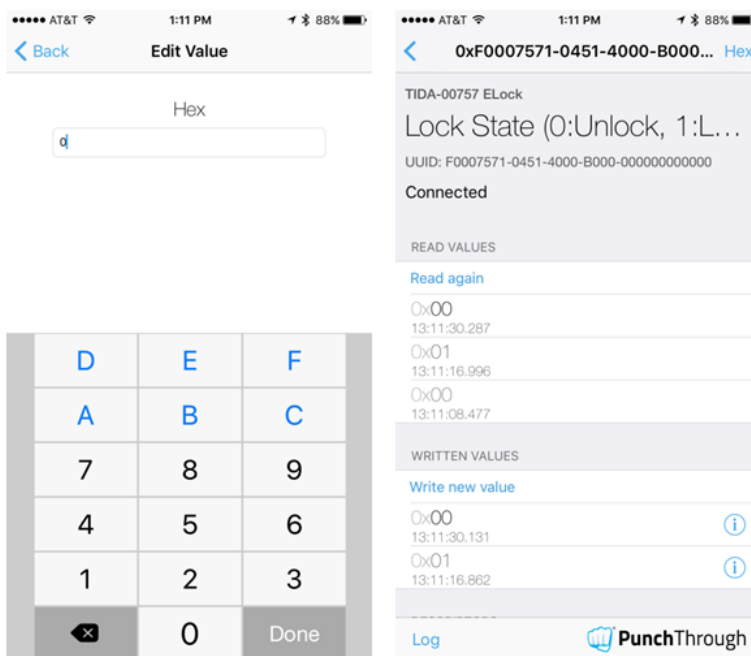 AT&T 1:11 PM 88%
Back Edit Value
Hex
0
D E F
A B C
7 8 9
4 5 6
1 2 3
0 Done
AT&T 1:11 PM 88%
0xF0007571-0451-4000-B000... Hex
TIDA-00757 ELock
Lock State (0:Unlock, 1:L...
UUID: F0007571-0451-4000-B000-000000000000
Connected
READ VALUES
Read again
0x00
13:11:30.287
0x01
13:11:16.996
0x00
13:11:08.477
WRITTEN VALUES
Write new value
0x00
13:11:30.131
0x01
13:11:16.862
Log PunchThrough